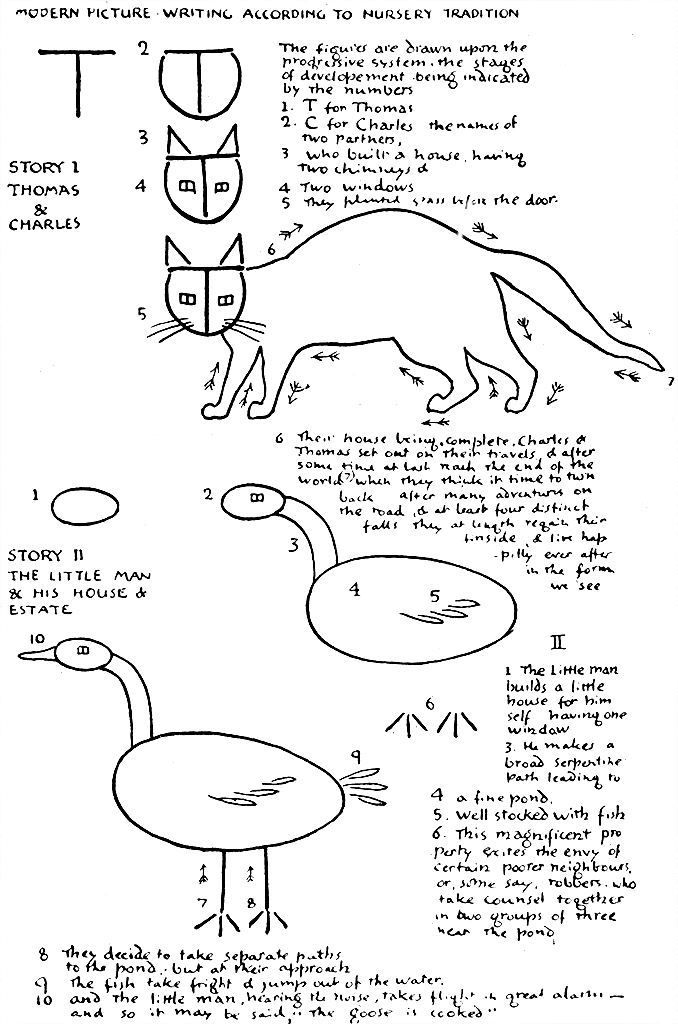 MODERN PICTURE-WRITING ACCORDING TO NURSERY TRADITION
2
The figures are drawn upon the
progressive system, the stages
of developement being indicated
by the numbers
1. T for Thomas
2. C for Charles the names of
two partners,
3 who built a house, having
two chimneys &
4 Two windows
5 They planted grass before the door.
3
4
STORY I
THOMAS
&
CHARLES
6
5
7
6 Their house being complete, Charles &
Thomas set out on their travels, & after
some time at last reach the end of the
world(7) when they think it time to turn
back after many adventures on
the road, & at least four distinct
falls They at length regain their
inside, & live hap
-pily ever after
in the form
we see
1
2
3
4
5
STORY II
THE LITTLE MAN
& HIS HOUSE &
ESTATE
10
II
1 The little man
builds a little
house for him
self having one
window
3. He makes a
broad serpentine
path leading to
4 a fine pond.
5. Well stocked with fish
6. This magnificent pro
perty exites the envy of
certain poorer neighbours,
or, some say, robbers. who
take counsel together
in two groups of three
near the pond
6
9
7
8
8 They decide to take separate paths
to the pond, but at their approach
9 The fish take fright & jump out of the water.
10 and the little man, hearing the noise, takes flight in great alarm —
and so it may be said, "The goose is cooked"